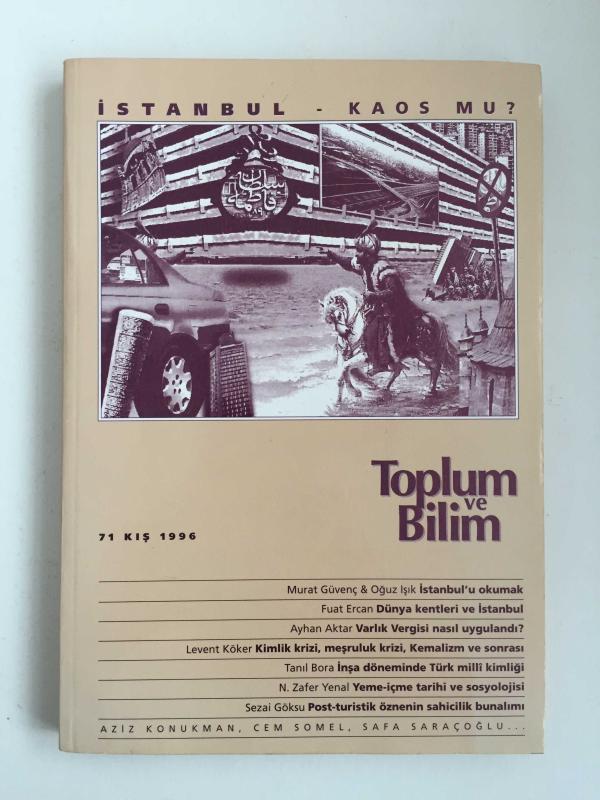 İSTANBUL - KAOS MU?
Toplum
ve
Bilim
71 KIŞ 1996
Murat Güvenç & Oğuz Işık İstanbul'u okumak
Fuat Ercan Dünya kentleri ve İstanbul
Ayhan Aktar Varlık Vergisi nasıl uygulandı?
Levent Köker Kimlik krizi, meşruluk krizi, Kemalizm ve sonrası
Tanıl Bora İnşa döneminde Türk millî kimliği
N. Zafer Yenal Yeme-içme tarihi ve sosyolojisi
Sezai Göksu Post-turistik öznenin sahicilik bunalımı
AZİZ KONUKMAN, CEM SOMEL, SAFA SARAÇOĞLU...